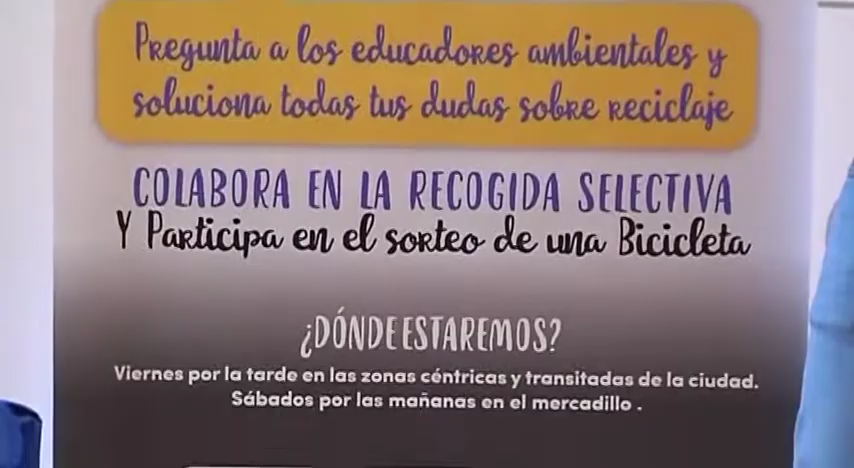 Pregunta a los educadores ambientales y
soluciona todas tus dudas sobre reciclaje
COLABORA EN LA RECOGIDA SELECTIVA
Y Participa en el sorteo de una Bicicleta
¿DÓNDE ESTAREMOS?
Viernes por la tarde en las zonas céntricas y transitadas de la ciudad.
Sábados por las mañanas en el mercadillo .